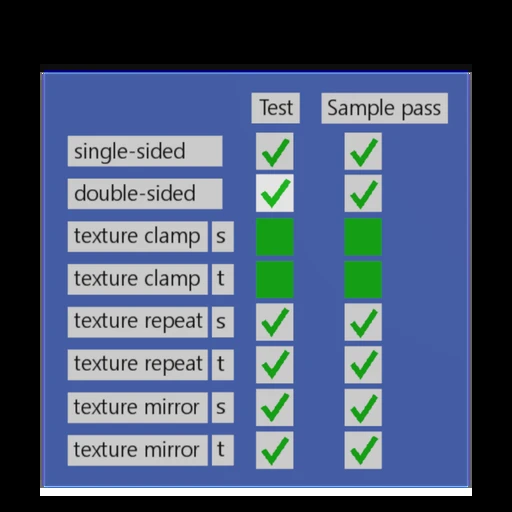 Test Sample pass
single-sided
double-sided
texture clamp s
texture clamp t
texture repeat s
texture repeat t
texture mirror s
texture mirror t